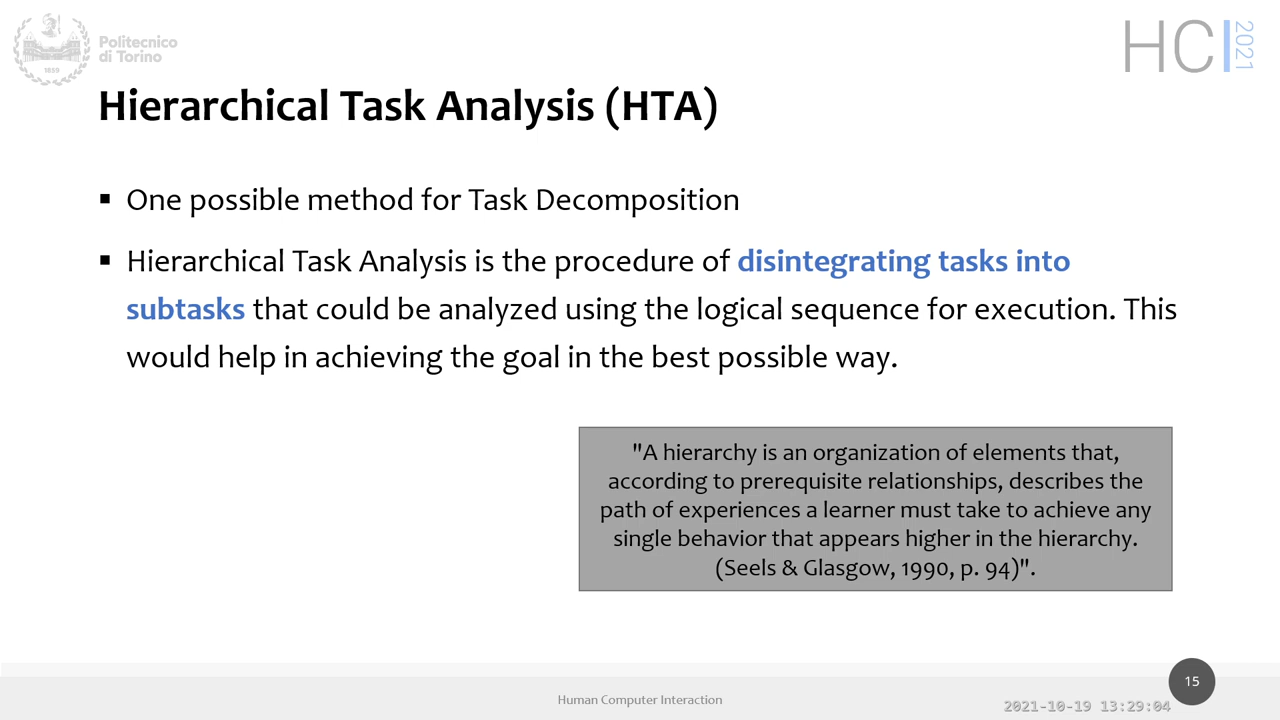 Politecnico
di Torino
1859
HCI
2021
Hierarchical Task Analysis (HTA)
▪ One possible method for Task Decomposition
▪ Hierarchical Task Analysis is the procedure of disintegrating tasks into
subtasks that could be analyzed using the logical sequence for execution. This
would help in achieving the goal in the best possible way.
"A hierarchy is an organization of elements that,
according to prerequisite relationships, describes the
path of experiences a learner must take to achieve any
single behavior that appears higher in the hierarchy.
(Seels & Glasgow, 1990, p. 94)".
Human Computer Interaction
15
2021-10-19 13:29:04